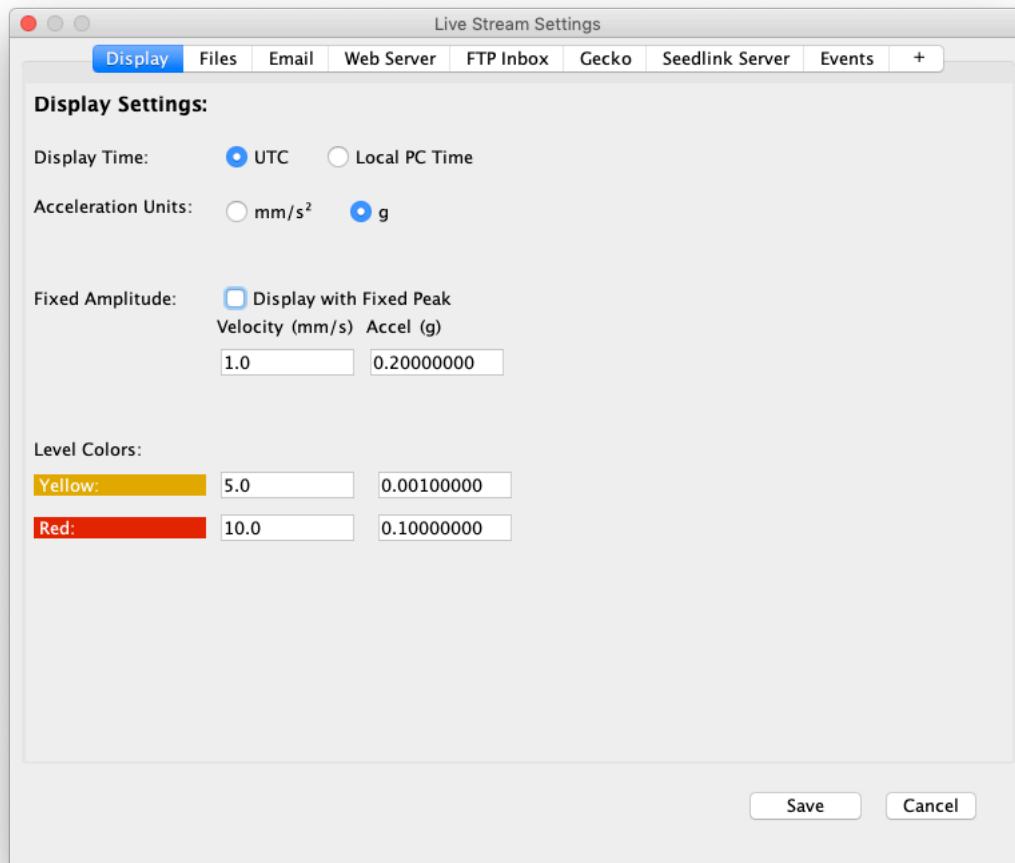 Live Stream Settings
Display Files Email Web Server FTP Inbox Gecko Seedlink Server Events +
Display Settings:
Display Time: UTC Local PC Time
Acceleration Units: mm/s² g
Fixed Amplitude: Display with Fixed Peak
Velocity (mm/s) Accel (g)
1.0 0.20000000
Level Colors:
Yellow: 5.0 0.00100000
Red: 10.0 0.10000000
Save Cancel